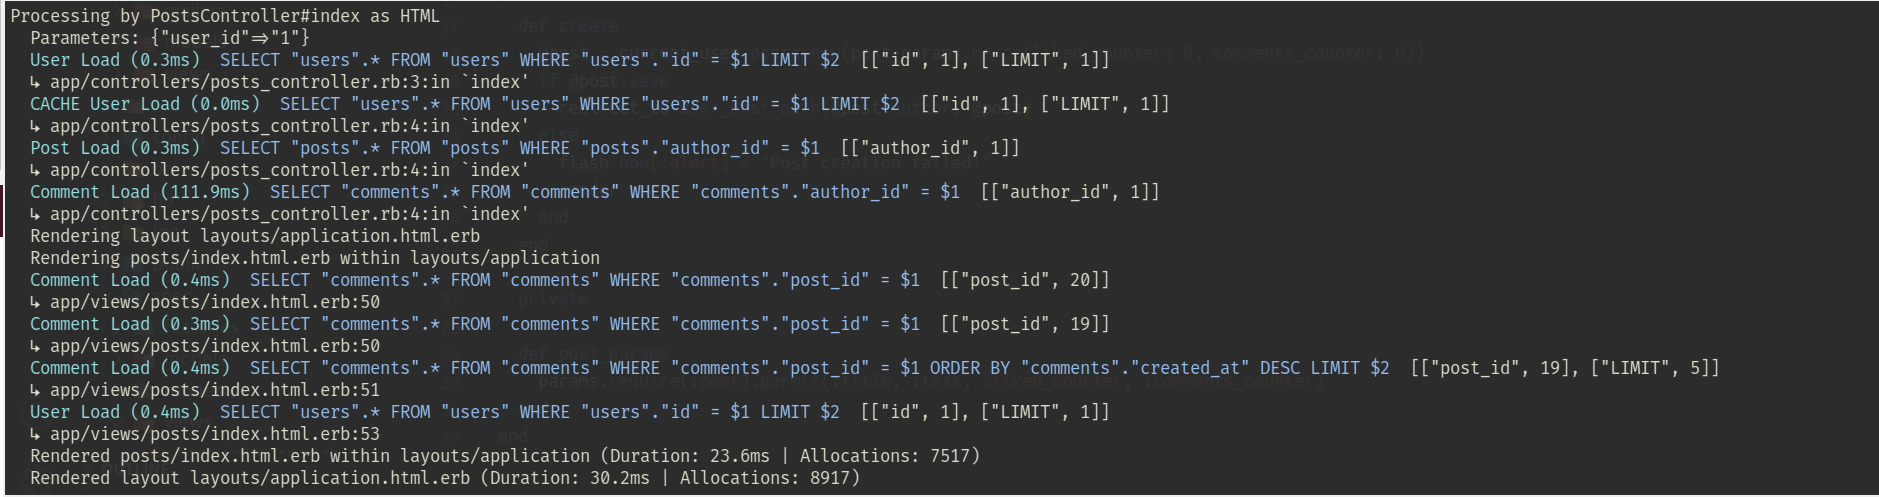 Processing by PostsController#index as HTML
Parameters: {"user_id"=>"1"}
User Load (0.3ms)  SELECT "users".* FROM "users" WHERE "users"."id" = $1 LIMIT $2  [["id", 1], ["LIMIT", 1]]
↳ app/controllers/posts_controller.rb:3:in `index'
CACHE User Load (0.0ms)  SELECT "users".* FROM "users" WHERE "users"."id" = $1 LIMIT $2  [["id", 1], ["LIMIT", 1]]
↳ app/controllers/posts_controller.rb:4:in `index'
Post Load (0.3ms)  SELECT "posts".* FROM "posts" WHERE "posts"."author_id" = $1  [["author_id", 1]]
↳ app/controllers/posts_controller.rb:4:in `index'
Comment Load (111.9ms)  SELECT "comments".* FROM "comments" WHERE "comments"."author_id" = $1  [["author_id", 1]]
↳ app/controllers/posts_controller.rb:4:in `index'
Rendering layout layouts/application.html.erb
Rendering posts/index.html.erb within layouts/application
Comment Load (0.4ms)  SELECT "comments".* FROM "comments" WHERE "comments"."post_id" = $1  [["post_id", 20]]
↳ app/views/posts/index.html.erb:50
Comment Load (0.3ms)  SELECT "comments".* FROM "comments" WHERE "comments"."post_id" = $1  [["post_id", 19]]
↳ app/views/posts/index.html.erb:50
Comment Load (0.4ms)  SELECT "comments".* FROM "comments" WHERE "comments"."post_id" = $1 ORDER BY "comments"."created_at" DESC LIMIT $2  [["post_id", 19], ["LIMIT", 5]]
↳ app/views/posts/index.html.erb:51
User Load (0.4ms)  SELECT "users".* FROM "users" WHERE "users"."id" = $1 LIMIT $2  [["id", 1], ["LIMIT", 1]]
↳ app/views/posts/index.html.erb:53
Rendered posts/index.html.erb within layouts/application (Duration: 23.6ms | Allocations: 7517)
Rendered layout layouts/application.html.erb (Duration: 30.2ms | Allocations: 8917)